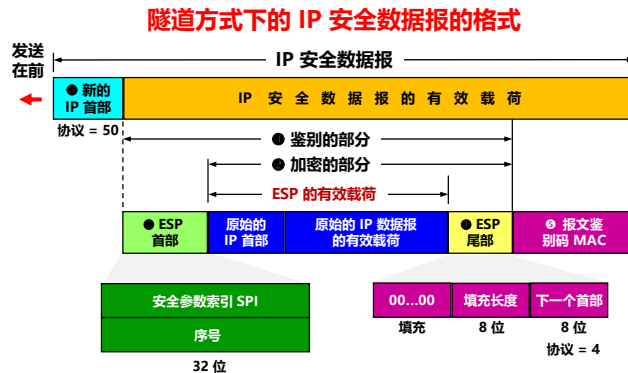 隧道方式下的 IP 安全数据报的格式
发送
在前
IP 安全数据报
新的
IP 首部
IP 安全数据报的有效载荷
协议 = 50
鉴别的部分
加密的部分
ESP 的有效载荷
ESP
首部
原始的
IP 首部
原始的 IP 数据报
的有效载荷
ESP
尾部
❺ 报文鉴
别码 MAC
安全参数索引 SPI
序号
32 位
00...00
填充长度
下一个首部
填充
8 位
8 位
协议 = 4